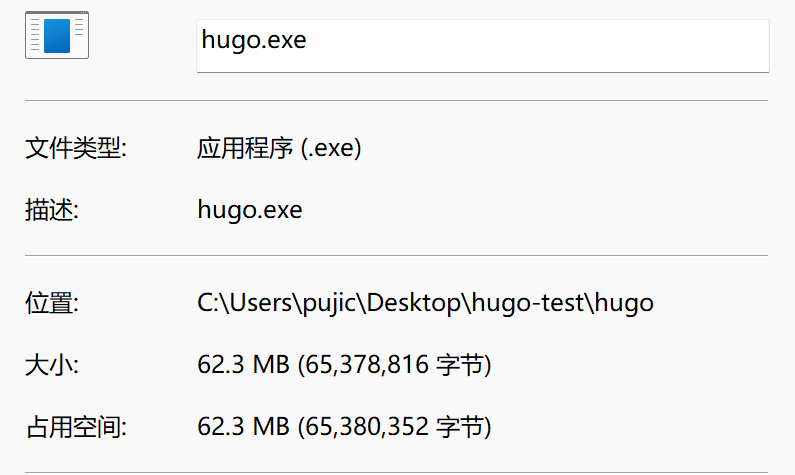 hugo.exe
文件类型: 应用程序 (.exe)
描述: hugo.exe
位置: C:\Users\pujic\Desktop\hugo-test\hugo
大小: 62.3 MB (65,378,816 字节)
占用空间: 62.3 MB (65,380,352 字节)